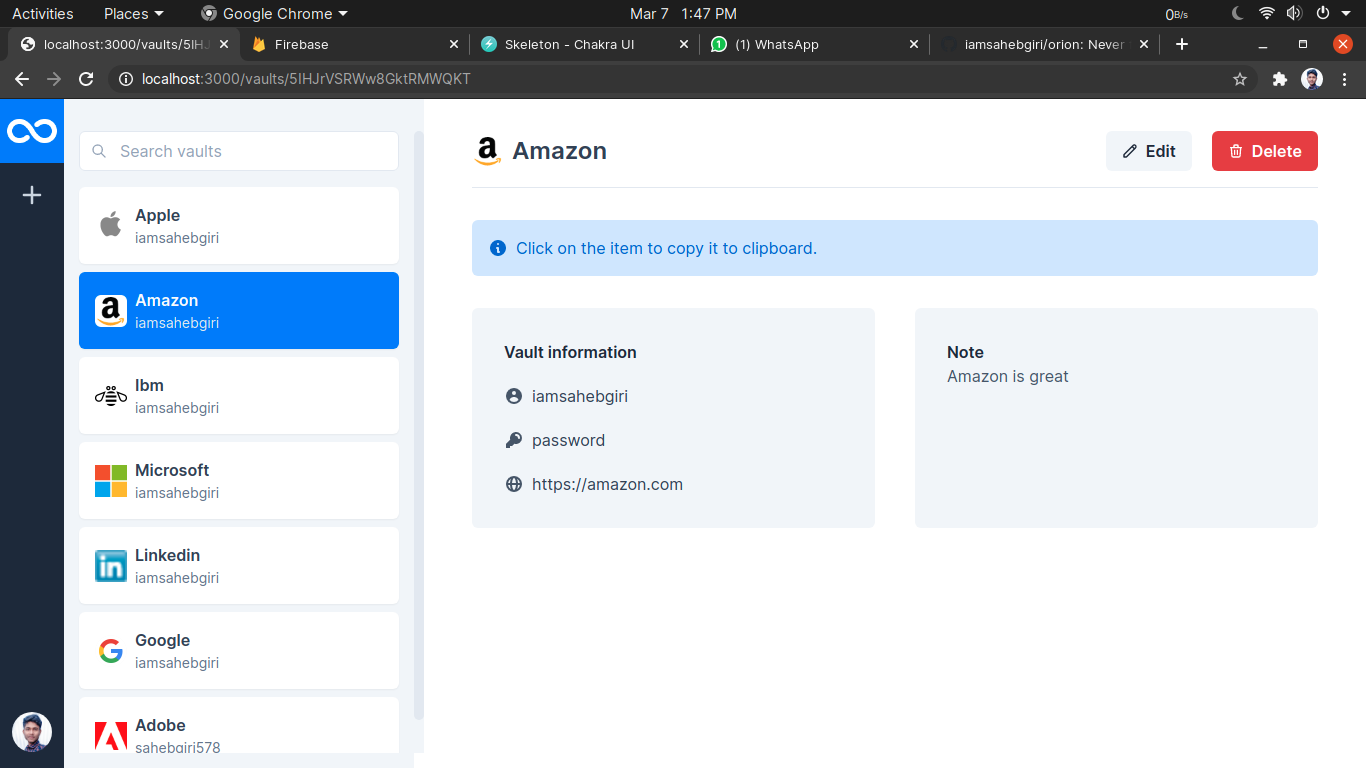 Activities Places Google Chrome Mar 7 1:47 PM 0B/s
localhost:3000/vaults/5IHJ Firebase Skeleton - Chakra UI (1) WhatsApp iamsahebgiri/orion: Never
localhost:3000/vaults/5IHJrVSRWw8GktRMWQKT
Search vaults
Apple
iamsahebgiri
Amazon
iamsahebgiri
Ibm
iamsahebgiri
Microsoft
iamsahebgiri
Linkedin
iamsahebgiri
Google
iamsahebgiri
Adobe
sahebgiri578
Amazon
Edit Delete
Click on the item to copy it to clipboard.
Vault information
iamsahebgiri
password
https://amazon.com
Note
Amazon is great